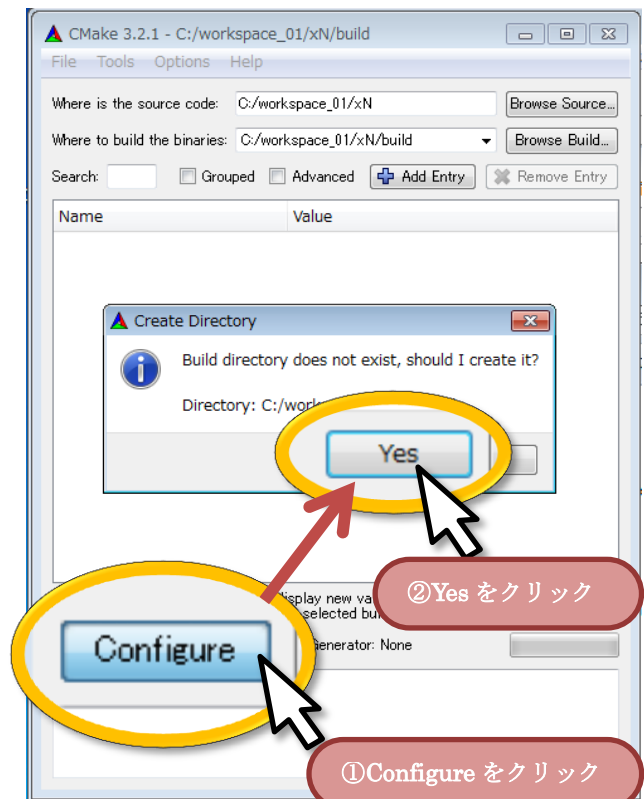 CMake 3.2.1 - C:/workspace_01/xN/build
File Tools Options Help
Where is the source code: C:/workspace_01/xN Browse Source...
Where to build the binaries: C:/workspace_01/xN/build Browse Build...
Search: Grouped Advanced Add Entry Remove Entry
Name Value
Create Directory
Build directory does not exist, should I create it?
Directory: C:/work
Yes
②Yes をクリック
display new
selected
Configure
Generator: None
①Configure をクリック